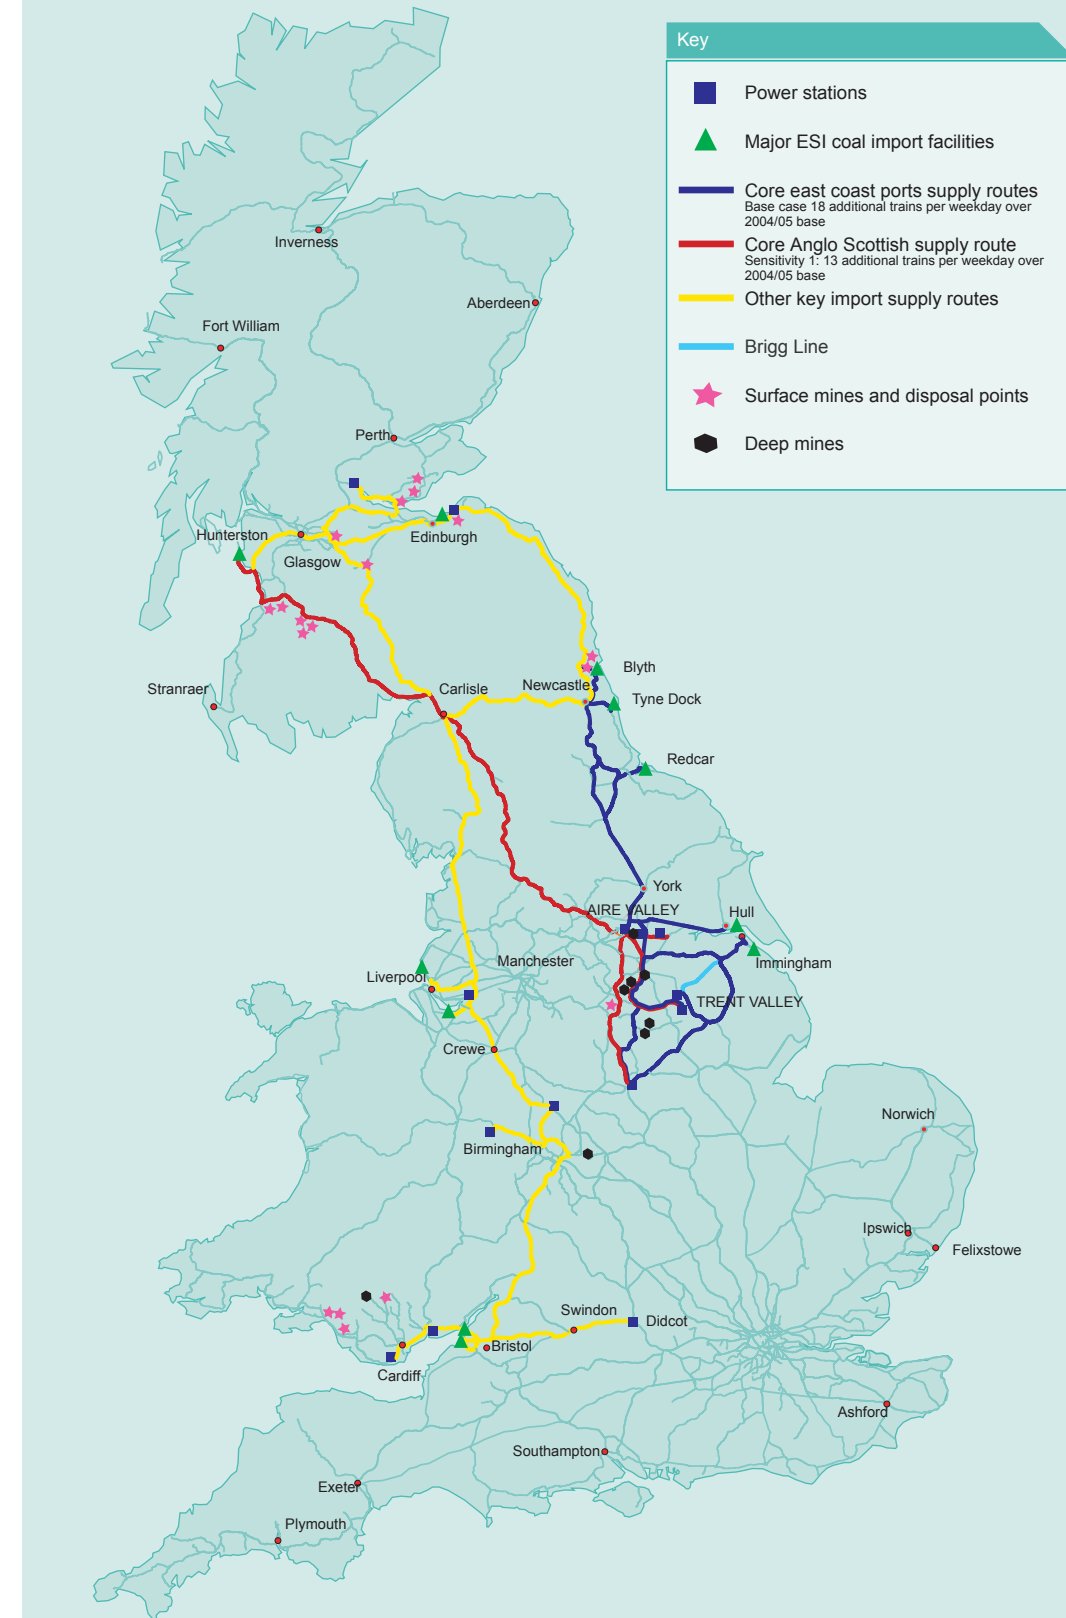 Key
Power stations
Major ESI coal import facilities
Core east coast ports supply routes
Base case 18 additional trains per weekday over
2004/05 base
Core Anglo Scottish supply route
Sensitivity 1: 13 additional trains per weekday over
2004/05 base
Other key import supply routes
Brigg Line
Surface mines and disposal points
Deep mines
Inverness
Aberdeen
Fort William
Perth
Hunterston
Edinburgh
Glasgow
Blyth
Stranraer
Carlisle
Newcastle
Tyne Dock
Redcar
York
AIRE VALLEY
Hull
Manchester
Immingham
Liverpool
TRENT VALLEY
Crewe
Norwich
Birmingham
Ipswich
Felixstowe
Swindon
Didcot
Bristol
Cardiff
Ashford
Southampton
Exeter
Plymouth